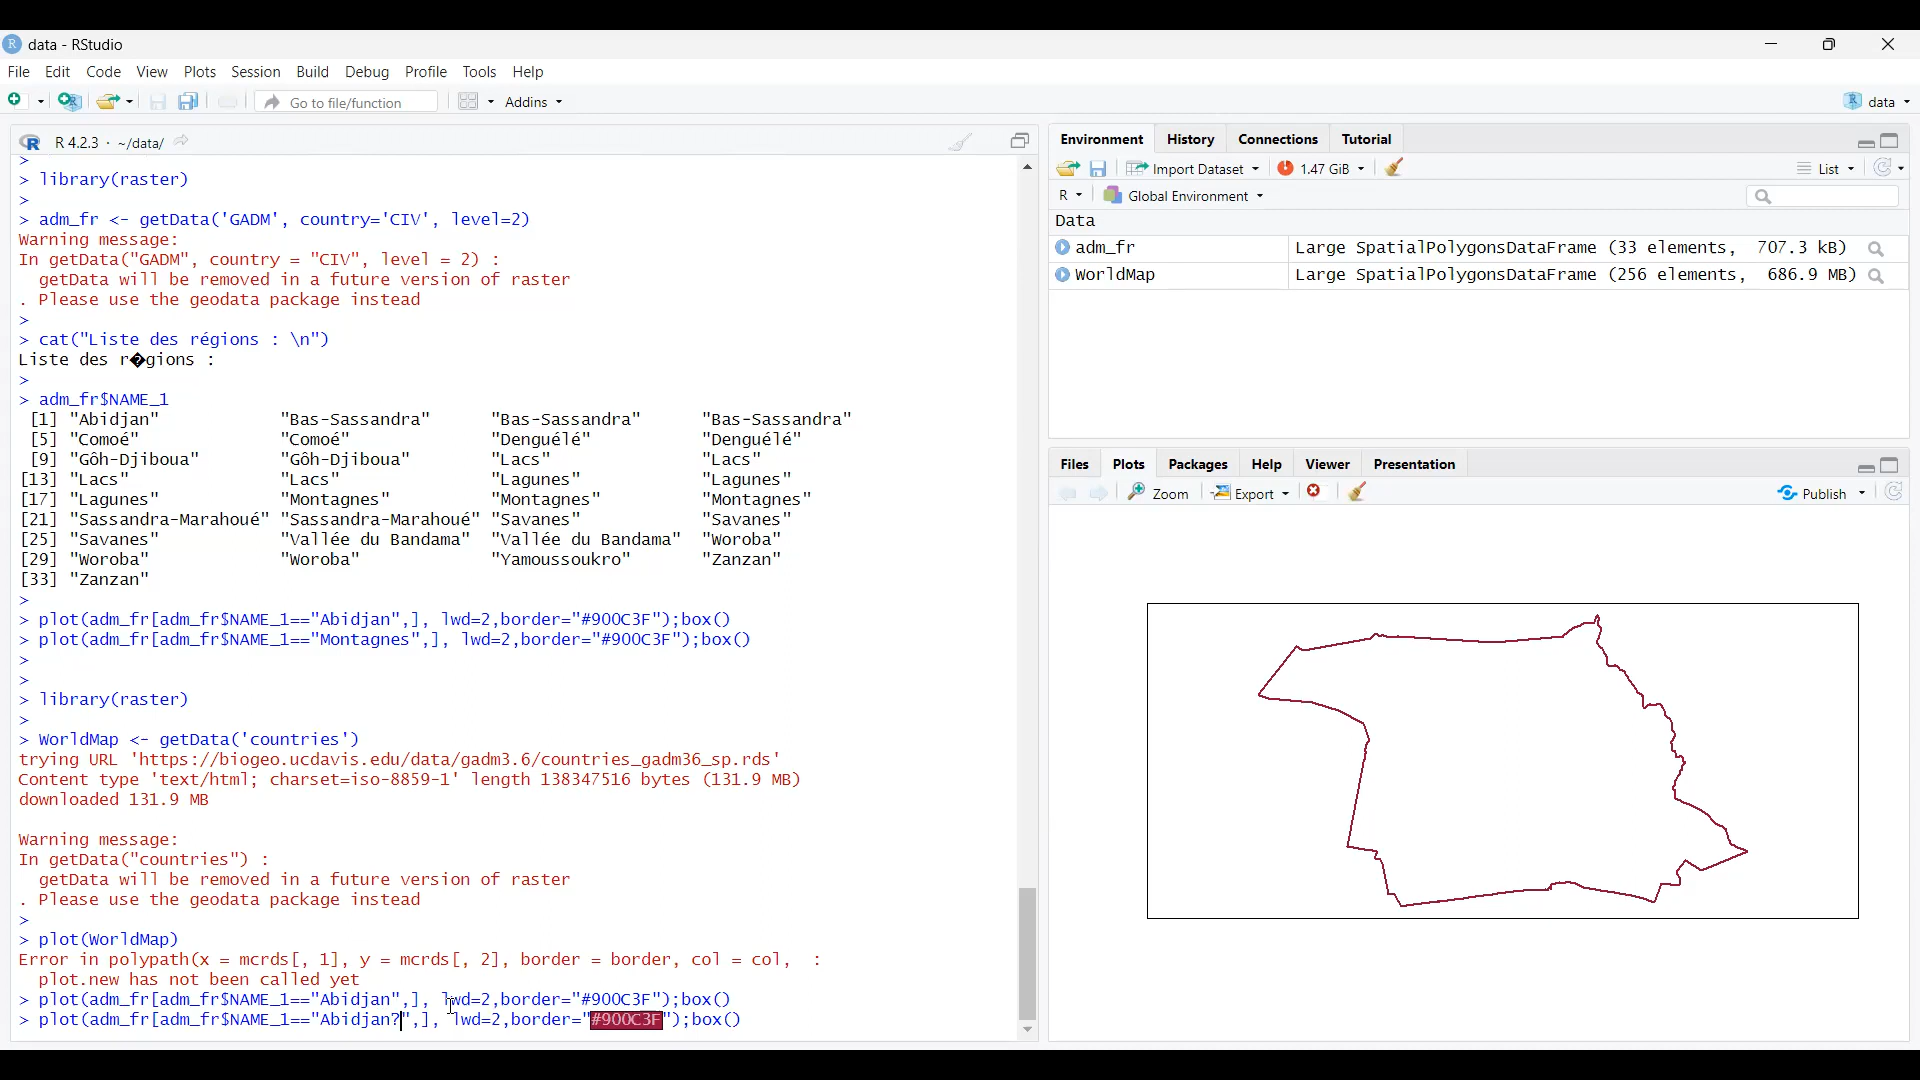 data - RStudio
File Edit Code View Plots Session Build Debug Profile Tools Help
Go to file/function Addins data
R 4.2.3 · ~/data/
>
> library(raster)
>
> adm_fr <- getData('GADM', country='CIV', level=2)
Warning message:
In getData("GADM", country = "CIV", level = 2) :
getData will be removed in a future version of raster
. Please use the geodata package instead
>
> cat("Liste des régions : \n")
Liste des r�gions :
>
> adm_fr$NAME_1
[1] "Abidjan" "Bas-Sassandra" "Bas-Sassandra" "Bas-Sassandra"
[5] "Comoé" "Comoé" "Denguélé" "Denguélé"
[9] "Gôh-Djiboua" "Gôh-Djiboua" "Lacs" "Lacs"
[13] "Lacs" "Lacs" "Lagunes" "Lagunes"
[17] "Lagunes" "Montagnes" "Montagnes" "Montagnes"
[21] "Sassandra-Marahoué" "Sassandra-Marahoué" "Savanes" "Savanes"
[25] "Savanes" "Vallée du Bandama" "Vallée du Bandama" "Woroba"
[29] "Woroba" "Woroba" "Yamoussoukro" "Zanzan"
[33] "Zanzan"
>
> plot(adm_fr[adm_fr$NAME_1=="Abidjan",], lwd=2,border="#900C3F");box()
> plot(adm_fr[adm_fr$NAME_1=="Montagnes",], lwd=2,border="#900C3F");box()
>
>
> library(raster)
>
> WorldMap <- getData('countries')
trying URL 'https://biogeo.ucdavis.edu/data/gadm3.6/countries_gadm36_sp.rds'
Content type 'text/html; charset=iso-8859-1' length 138347516 bytes (131.9 MB)
downloaded 131.9 MB
Warning message:
In getData("countries") :
getData will be removed in a future version of raster
. Please use the geodata package instead
>
> plot(WorldMap)
Error in polypath(x = mcrds[, 1], y = mcrds[, 2], border = border, col = col, :
plot.new has not been called yet
> plot(adm_fr[adm_fr$NAME_1=="Abidjan",], lwd=2,border="#900C3F");box()
> plot(adm_fr[adm_fr$NAME_1=="Abidjan?",], lwd=2,border="#900C3F");box()
Environment History Connections Tutorial
Import Dataset 1.47 GiB List
R Global Environment
Data
adm_fr Large SpatialPolygonsDataFrame (33 elements, 707.3 kB)
WorldMap Large SpatialPolygonsDataFrame (256 elements, 686.9 MB)
Files Plots Packages Help Viewer Presentation
Zoom Export Publish